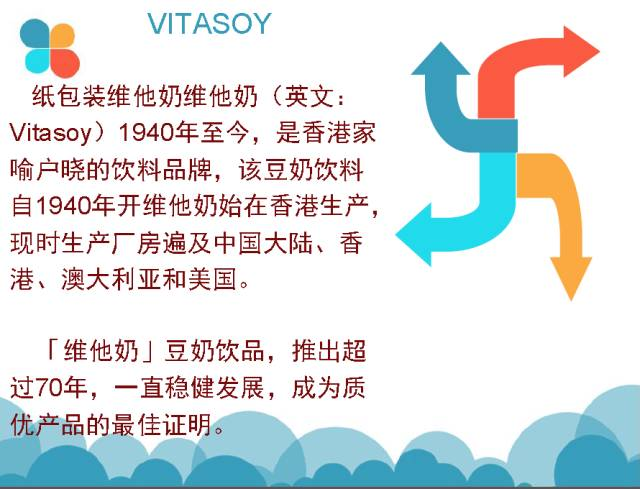 VITASOY
纸包装维他奶维他奶（英文：
Vitasoy）1940年至今，是香港家
喻户晓的饮料品牌，该豆奶饮料
自1940年开维他奶始在香港生产，
现时生产厂房遍及中国大陆、香
港、澳大利亚和美国。
「维他奶」豆奶饮品，推出超
过70年，一直稳健发展，成为质
优产品的最佳证明。